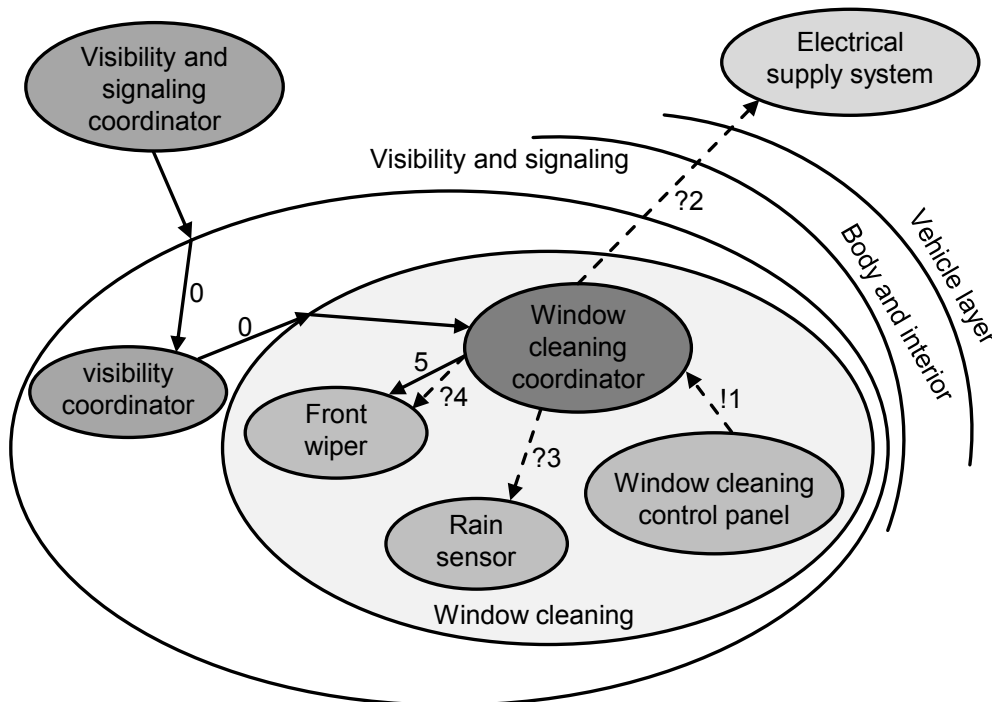 Visibility and
signaling
coordinator
Electrical
supply system
Visibility and signaling
?2
Vehicle layer
Body and interior
0
0
visibility
coordinator
Window
cleaning
coordinator
5
?4
!1
Front
wiper
?3
Window cleaning
control panel
Rain
sensor
Window cleaning